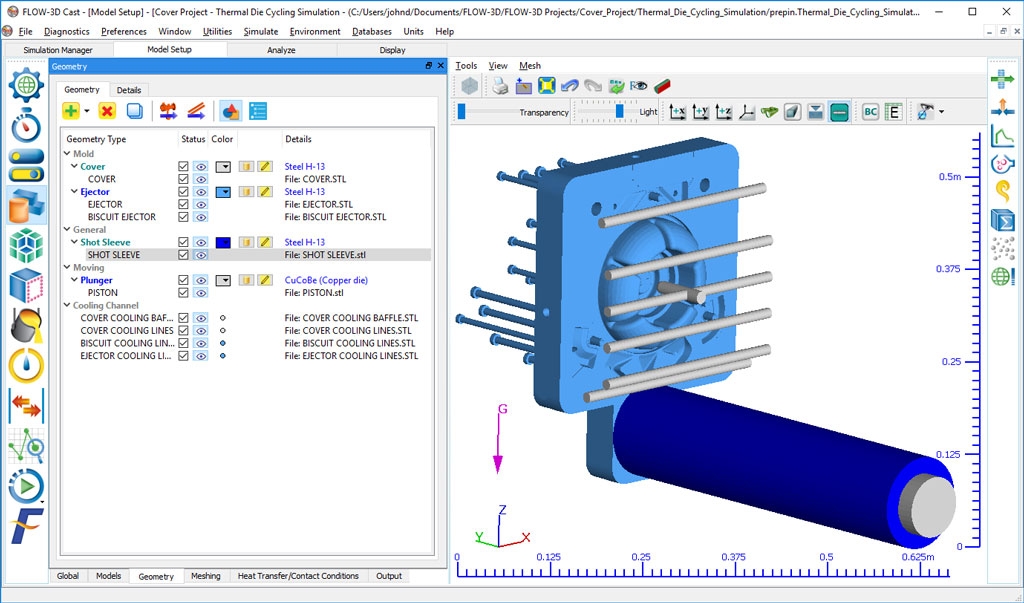 FLOW-3D Cast - [Model Setup] - [Cover Project - Thermal Die Cycling Simulation - (C:/Users/johnd/Documents/FLOW-3D/FLOW-3D Projects/Cover_Project/Thermal_Die_Cycling_Simulation/prepin.Thermal_Die_Cycling_Simulat...
File Diagnostics Preferences Window Utilities Simulate Environment Databases Units Help
Simulation Manager Model Setup Analyze Display
Geometry
Tools View Mesh
Geometry Details
Transparency Light
BC E
Geometry Type Status Color Details
Mold
Cover Steel H-13
COVER File: COVER.STL
Ejector Steel H-13
EJECTOR File: EJECTOR.STL
BISCUIT EJECTOR File: BISCUIT EJECTOR.STL
General
Shot Sleeve Steel H-13
SHOT SLEEVE File: SHOT SLEEVE.stl
Moving
Plunger CuCoBe (Copper die)
PISTON File: PISTON.stl
Cooling Channel
COVER COOLING BAF... File: COVER COOLING BAFFLE.STL
COVER COOLING LINES File: COVER COOLING LINES.STL
BISCUIT COOLING LIN... File: BISCUIT COOLING LINES.STL
EJECTOR COOLING LI... File: EJECTOR COOLING LINES.STL
0.5m
0.375
0.25
0.125
0
G
Z
Y X
0 0.125 0.25 0.375 0.5 0.625m
Global Models Geometry Meshing Heat Transfer/Contact Conditions Output